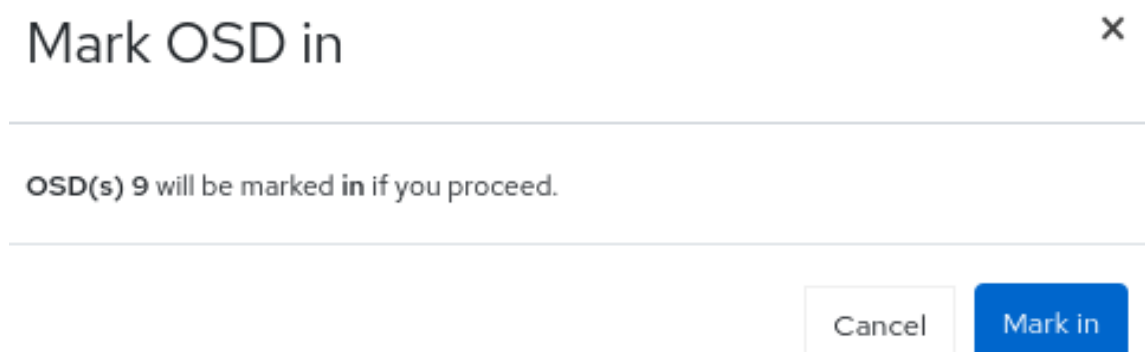 Mark OSD in
×
OSD(s) 9 will be marked in if you proceed.
Cancel
Mark in